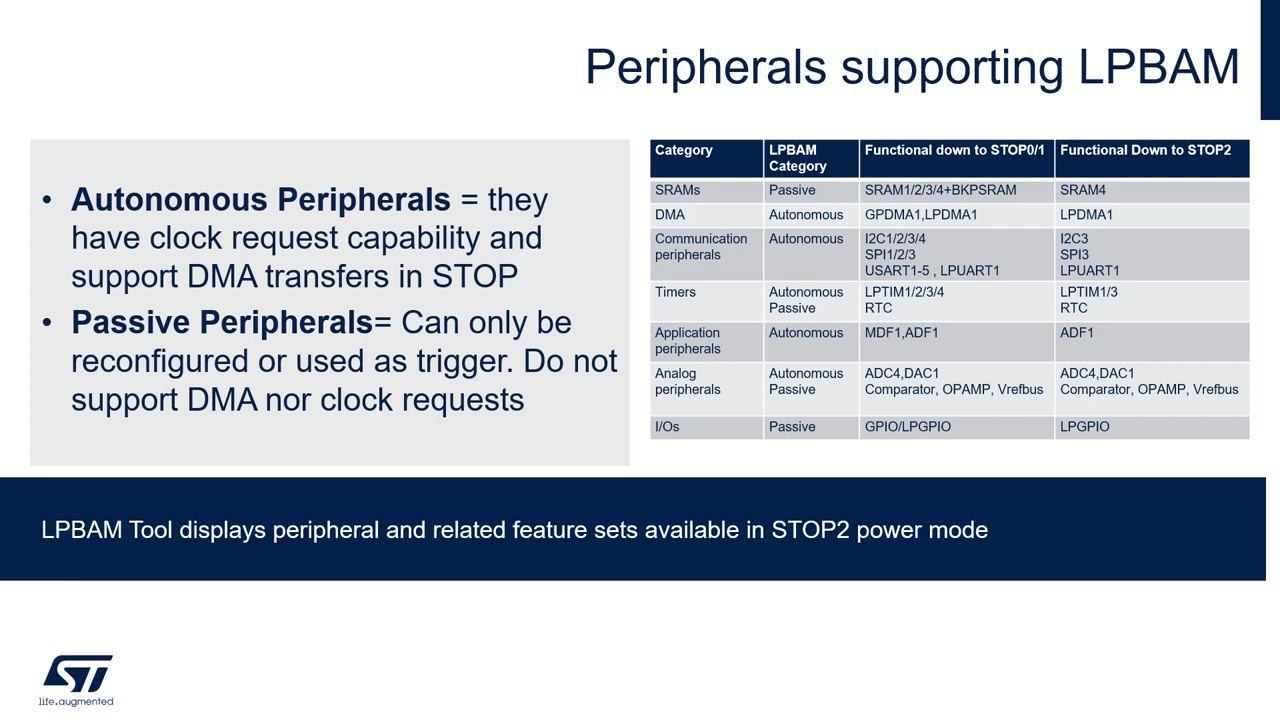 Peripherals supporting LPBAM
• Autonomous Peripherals = they
have clock request capability and
support DMA transfers in STOP
• Passive Peripherals= Can only be
reconfigured or used as trigger. Do not
support DMA nor clock requests
Category LPBAM Category Functional down to STOP0/1 Functional Down to STOP2
SRAMs Passive SRAM1/2/3/4+BKPSRAM SRAM4
DMA Autonomous GPDMA1,LPDMA1 LPDMA1
Communication Autonomous I2C1/2/3/4 I2C3
peripherals SPI1/2/3 SPI3
USART1-5 , LPUART1 LPUART1
Timers Autonomous LPTIM1/2/3/4 LPTIM1/3
Passive RTC RTC
Application Autonomous MDF1,ADF1 ADF1
peripherals
Analog Autonomous ADC4,DAC1 ADC4,DAC1
peripherals Passive Comparator, OPAMP, Vrefbus Comparator, OPAMP, Vrefbus
I/Os Passive GPIO/LPGPIO LPGPIO
LPBAM Tool displays peripheral and related feature sets available in STOP2 power mode
ST
life.augmented